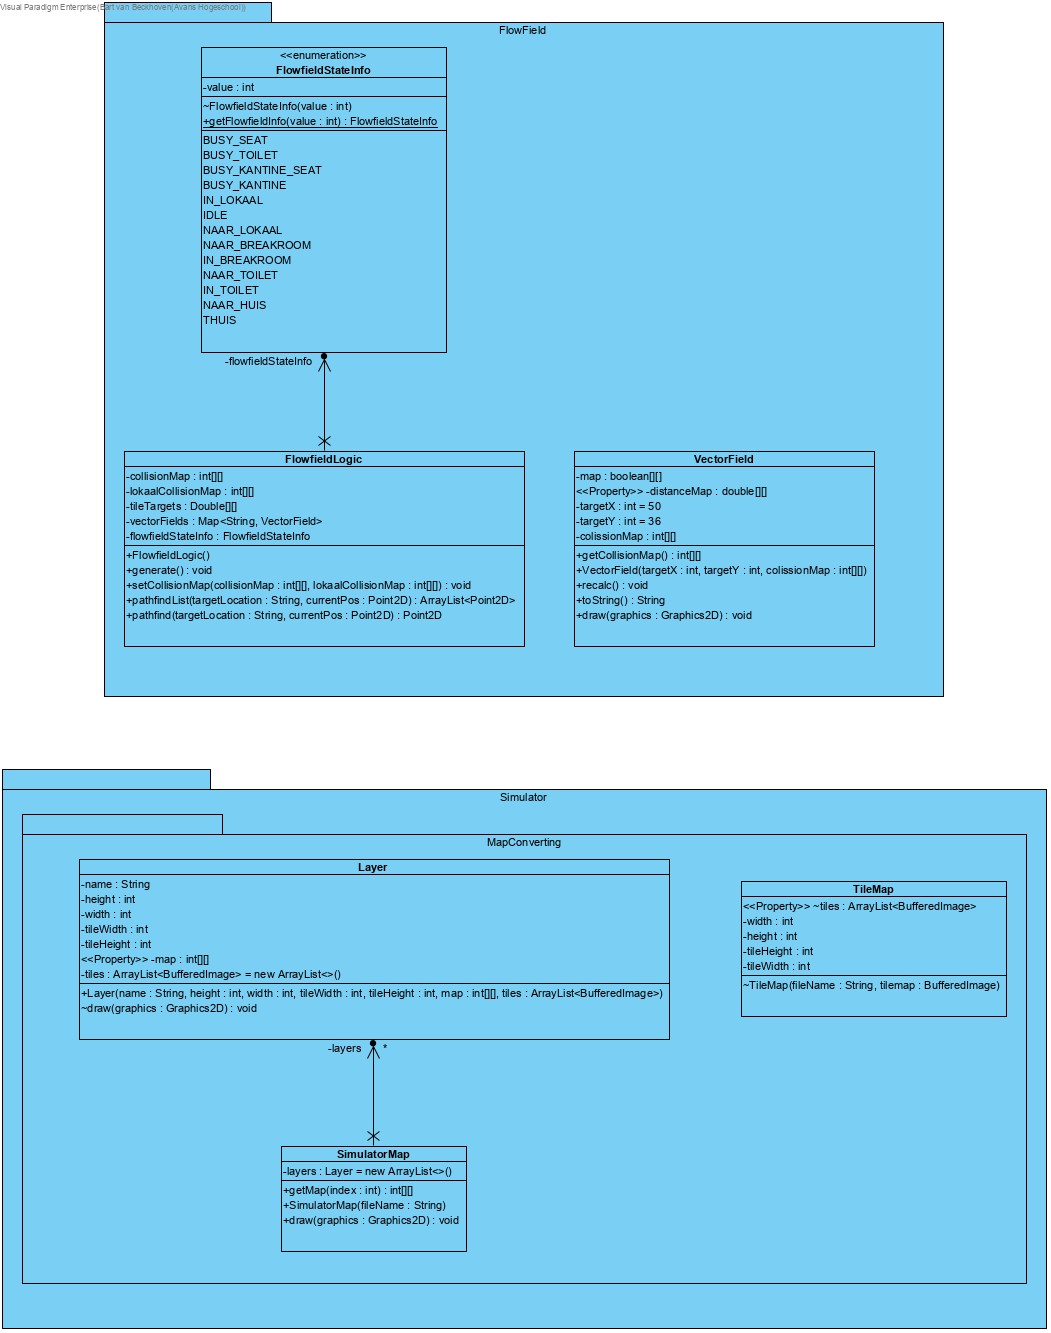 Visual Paradigm Enterprise(Bart van Beckhoven(Avans Hogeschool))
FlowField
<<enumeration>>
FlowfieldStateInfo
-value : int
~FlowfieldStateInfo(value : int)
+getFlowfieldInfo(value : int) : FlowfieldStateInfo
BUSY_SEAT
BUSY_TOILET
BUSY_KANTINE_SEAT
BUSY_KANTINE
IN_LOKAAL
IDLE
NAAR_LOKAAL
NAAR_BREAKROOM
IN_BREAKROOM
NAAR_TOILET
IN_TOILET
NAAR_HUIS
THUIS
-flowfieldStateInfo
FlowfieldLogic
-collisionMap : int[][]
-lokaalCollisionMap : int[][]
-tileTargets : Double[][]
-vectorFields : Map<String, VectorField>
-flowfieldStateInfo : FlowfieldStateInfo
+FlowfieldLogic()
+generate() : void
+setCollisionMap(collisionMap : int[][], lokaalCollisionMap : int[][]) : void
+pathfindList(targetLocation : String, currentPos : Point2D) : ArrayList<Point2D>
+pathfind(targetLocation : String, currentPos : Point2D) : Point2D
VectorField
-map : boolean[][]
<<Property>> -distanceMap : double[][]
-targetX : int = 50
-targetY : int = 36
-colissionMap : int[][]
+getCollisionMap() : int[][]
+VectorField(targetX : int, targetY : int, colissionMap : int[][])
+recalc() : void
+toString() : String
+draw(graphics : Graphics2D) : void
Simulator
MapConverting
Layer
-name : String
-height : int
-width : int
-tileWidth : int
-tileHeight : int
<<Property>> -map : int[][]
-tiles : ArrayList<BufferedImage> = new ArrayList<>()
+Layer(name : String, height : int, width : int, tileWidth : int, tileHeight : int, map : int[][], tiles : ArrayList<BufferedImage>)
~draw(graphics : Graphics2D) : void
TileMap
<<Property>> ~tiles : ArrayList<BufferedImage>
-width : int
-height : int
-tileHeight : int
-tileWidth : int
~TileMap(fileName : String, tilemap : BufferedImage)
-layers *
SimulatorMap
-layers : Layer = new ArrayList<>()
+getMap(index : int) : int[][]
+SimulatorMap(fileName : String)
+draw(graphics : Graphics2D) : void